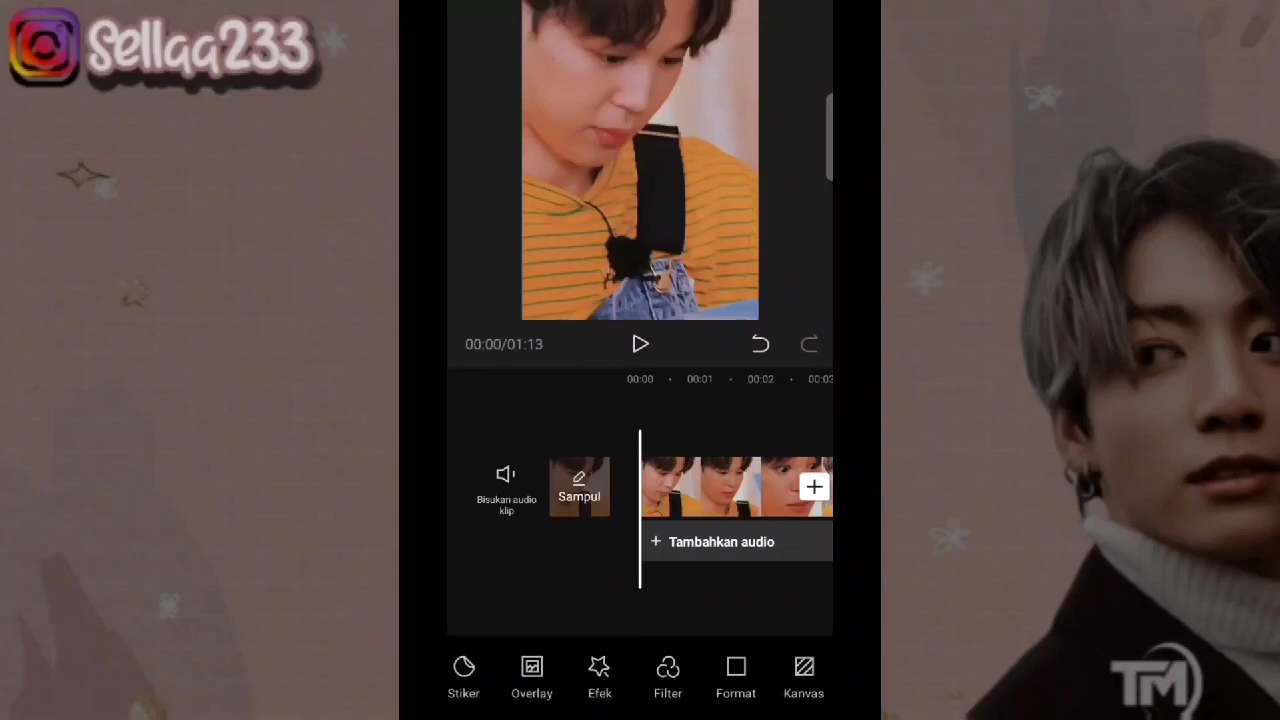 Sellaa233
00:00/01:13
00:00 00:01 00:02 00:03
Sampul
Bisukan audio
klip
+ Tambahkan audio
Stiker Overlay Efek Filter Format Kanvas
TM